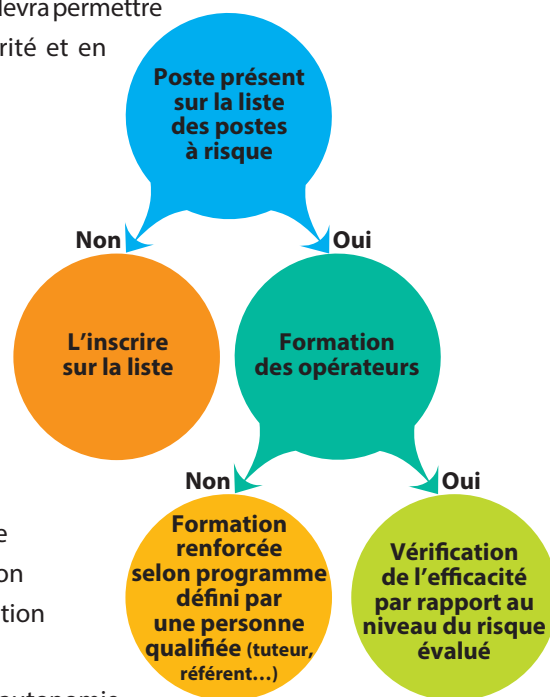 devra permettre
rité et en
Poste présent
sur la liste
des postes
à risque
Non
Oui
L'inscrire
sur la liste
Formation
des opérateurs
Non
Oui
Formation
renforcée
selon programme
défini par
une personne
qualifiée (tuteur,
référent…)
Vérification
de l'efficacité
par rapport au
niveau du risque
évalué
e
on
tion